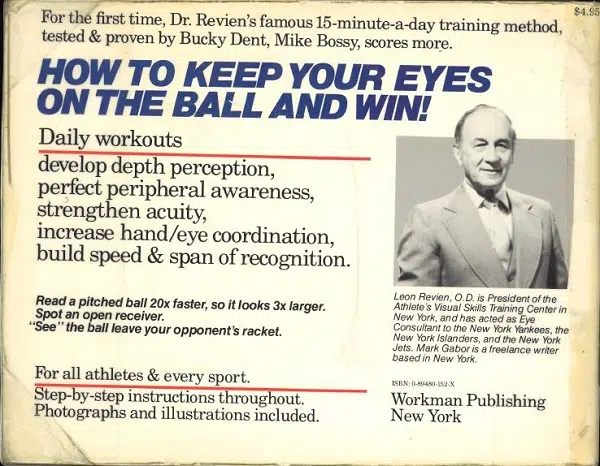 $4.95
For the first time, Dr. Revien's famous 15-minute-a-day training method,
tested & proven by Bucky Dent, Mike Bossy, scores more.
HOW TO KEEP YOUR EYES
ON THE BALL AND WIN!
Daily workouts
develop depth perception,
perfect peripheral awareness,
strengthen acuity,
increase hand/eye coordination,
build speed & span of recognition.
Read a pitched ball 20x faster, so it looks 3x larger.
Spot an open receiver.
"See" the ball leave your opponent's racket.
For all athletes & every sport.
Step-by-step instructions throughout.
Photographs and illustrations included.
Leon Revien, O.D. is President of the
Athlete's Visual Skills Training Center in
New York, and has acted as Eye
Consultant to the New York Yankees, the
New York Islanders, and the New York
Jets. Mark Gabor is a freelance writer
based in New York.
ISBN: 0-89480-152-X
Workman Publishing
New York